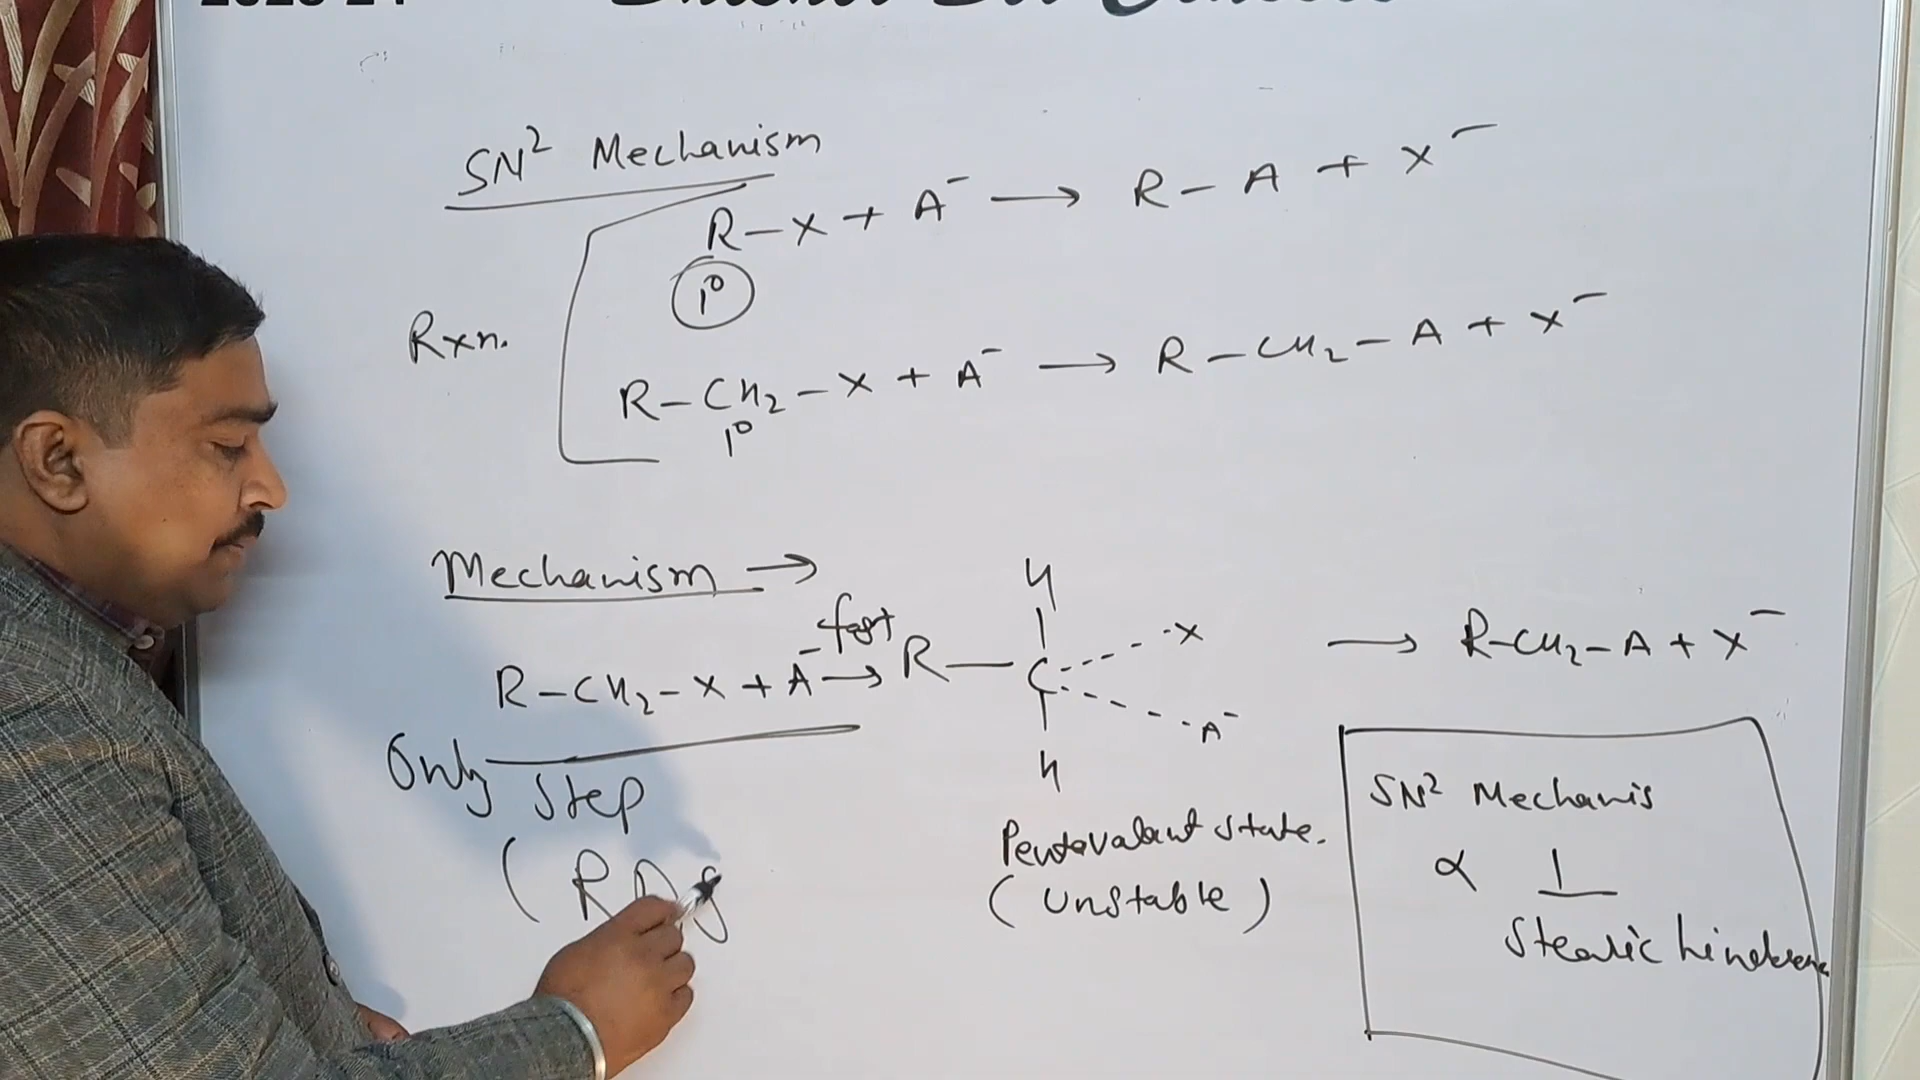 SN² Mechanism
R-X + A⁻ → R-A + X⁻
1°
Rxn.
R-CH₂-X + A⁻ → R-CH₂-A + X⁻
1°
Mechanism →
R-CH₂-X + A⁻ fast → R-C X A⁻ H H → R-CH₂-A + X⁻
Only Step
(RDS
Pentavalent state.
(Unstable)
SN² Mechanis
∝ 1
Stearic hindrence